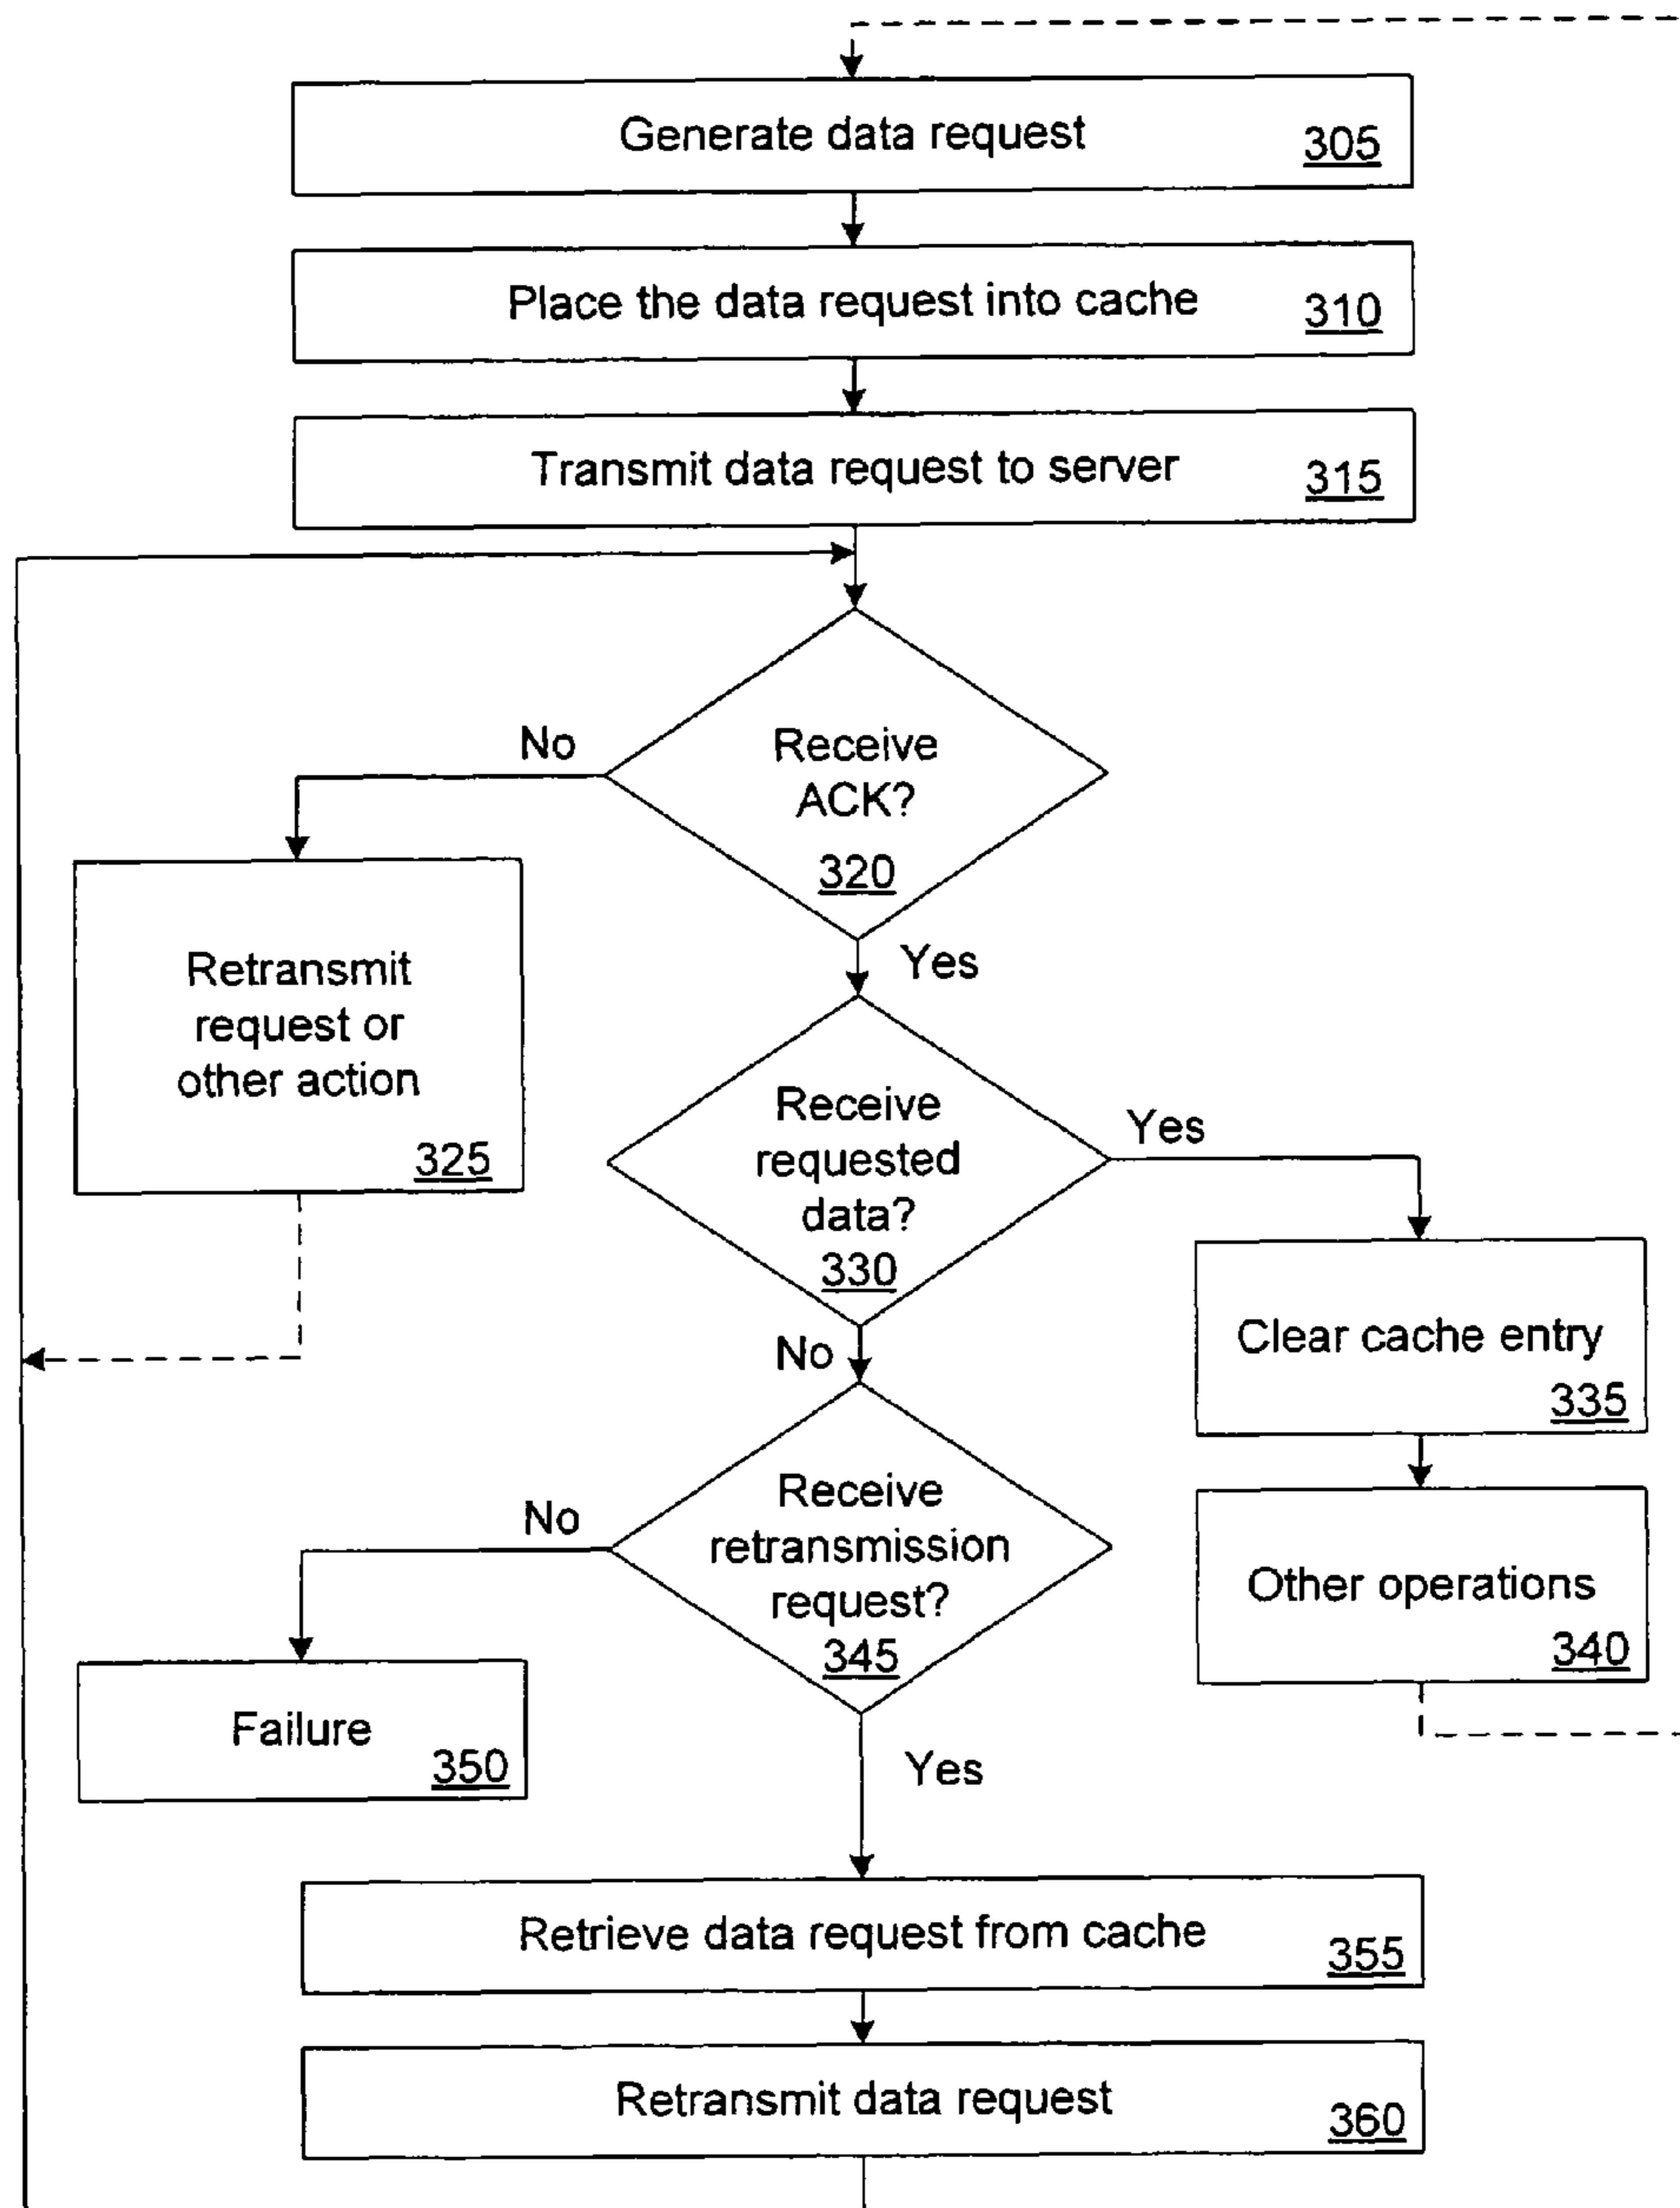 Generate data request
305
Place the data request into cache
310
Transmit data request to server
315
No
Receive
ACK?
320
Yes
Retransmit
request or
other action
325
Receive
requested
data?
330
Yes
No
Clear cache entry
335
Other operations
340
Receive
retransmission
request?
345
No
Failure
350
Yes
Retrieve data request from cache
355
Retransmit data request
360